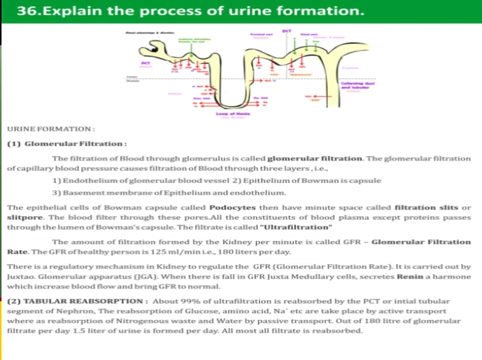 36.Explain the process of urine formation.
PCT
DCT
Collecting duct
and tubule
Loop of Henle
URINE FORMATION :
(1) Glomerular Filtration :
The filtration of Blood through glomerulus is called glomerular filtration. The glomerular filtration
of capillary blood pressure causes filtration of Blood through three layers , i.e.,
1) Endothelium of glomerular blood vessel 2) Epithelium of Bowman is capsule
3) Basement membrane of Epithelium and endothelium.
The epithelial cells of Bowman capsule called Podocytes then have minute space called filtration slits or
slitpore. The blood filter through these pores.All the constituents of blood plasma except proteins passes
through the lumen of Bowman's capsule. The filtrate is called "Ultrafiltration"
The amount of filtration formed by the Kidney per minute is called GFR – Glomerular Filtration
Rate. The GFR of healthy person is 125 ml/min i.e., 180 liters per day.
There is a regulatory mechanism in Kidney to regulate the GFR (Glomerular Filtration Rate). It is carried out by
Juxtao. Glomerular apparatus (JGA). When there is fall in GFR Juxta Medullary cells, secretes Renin a harmone
which increase blood flow and bring GFR to normal.
(2) TABULAR REABSORPTION : About 99% of ultrafiltration is reabsorbed by the PCT or intial tubular
segment of Nephron, The reabsorption of Glucose, amino acid, Na⁺ etc are take place by active transport
where as reabsorption of Nitrogenous waste and Water by passive transport. Out of 180 litre of glomerular
filtrate per day 1.5 liter of urine is formed per day. All most all filtrate is reabsorbed.